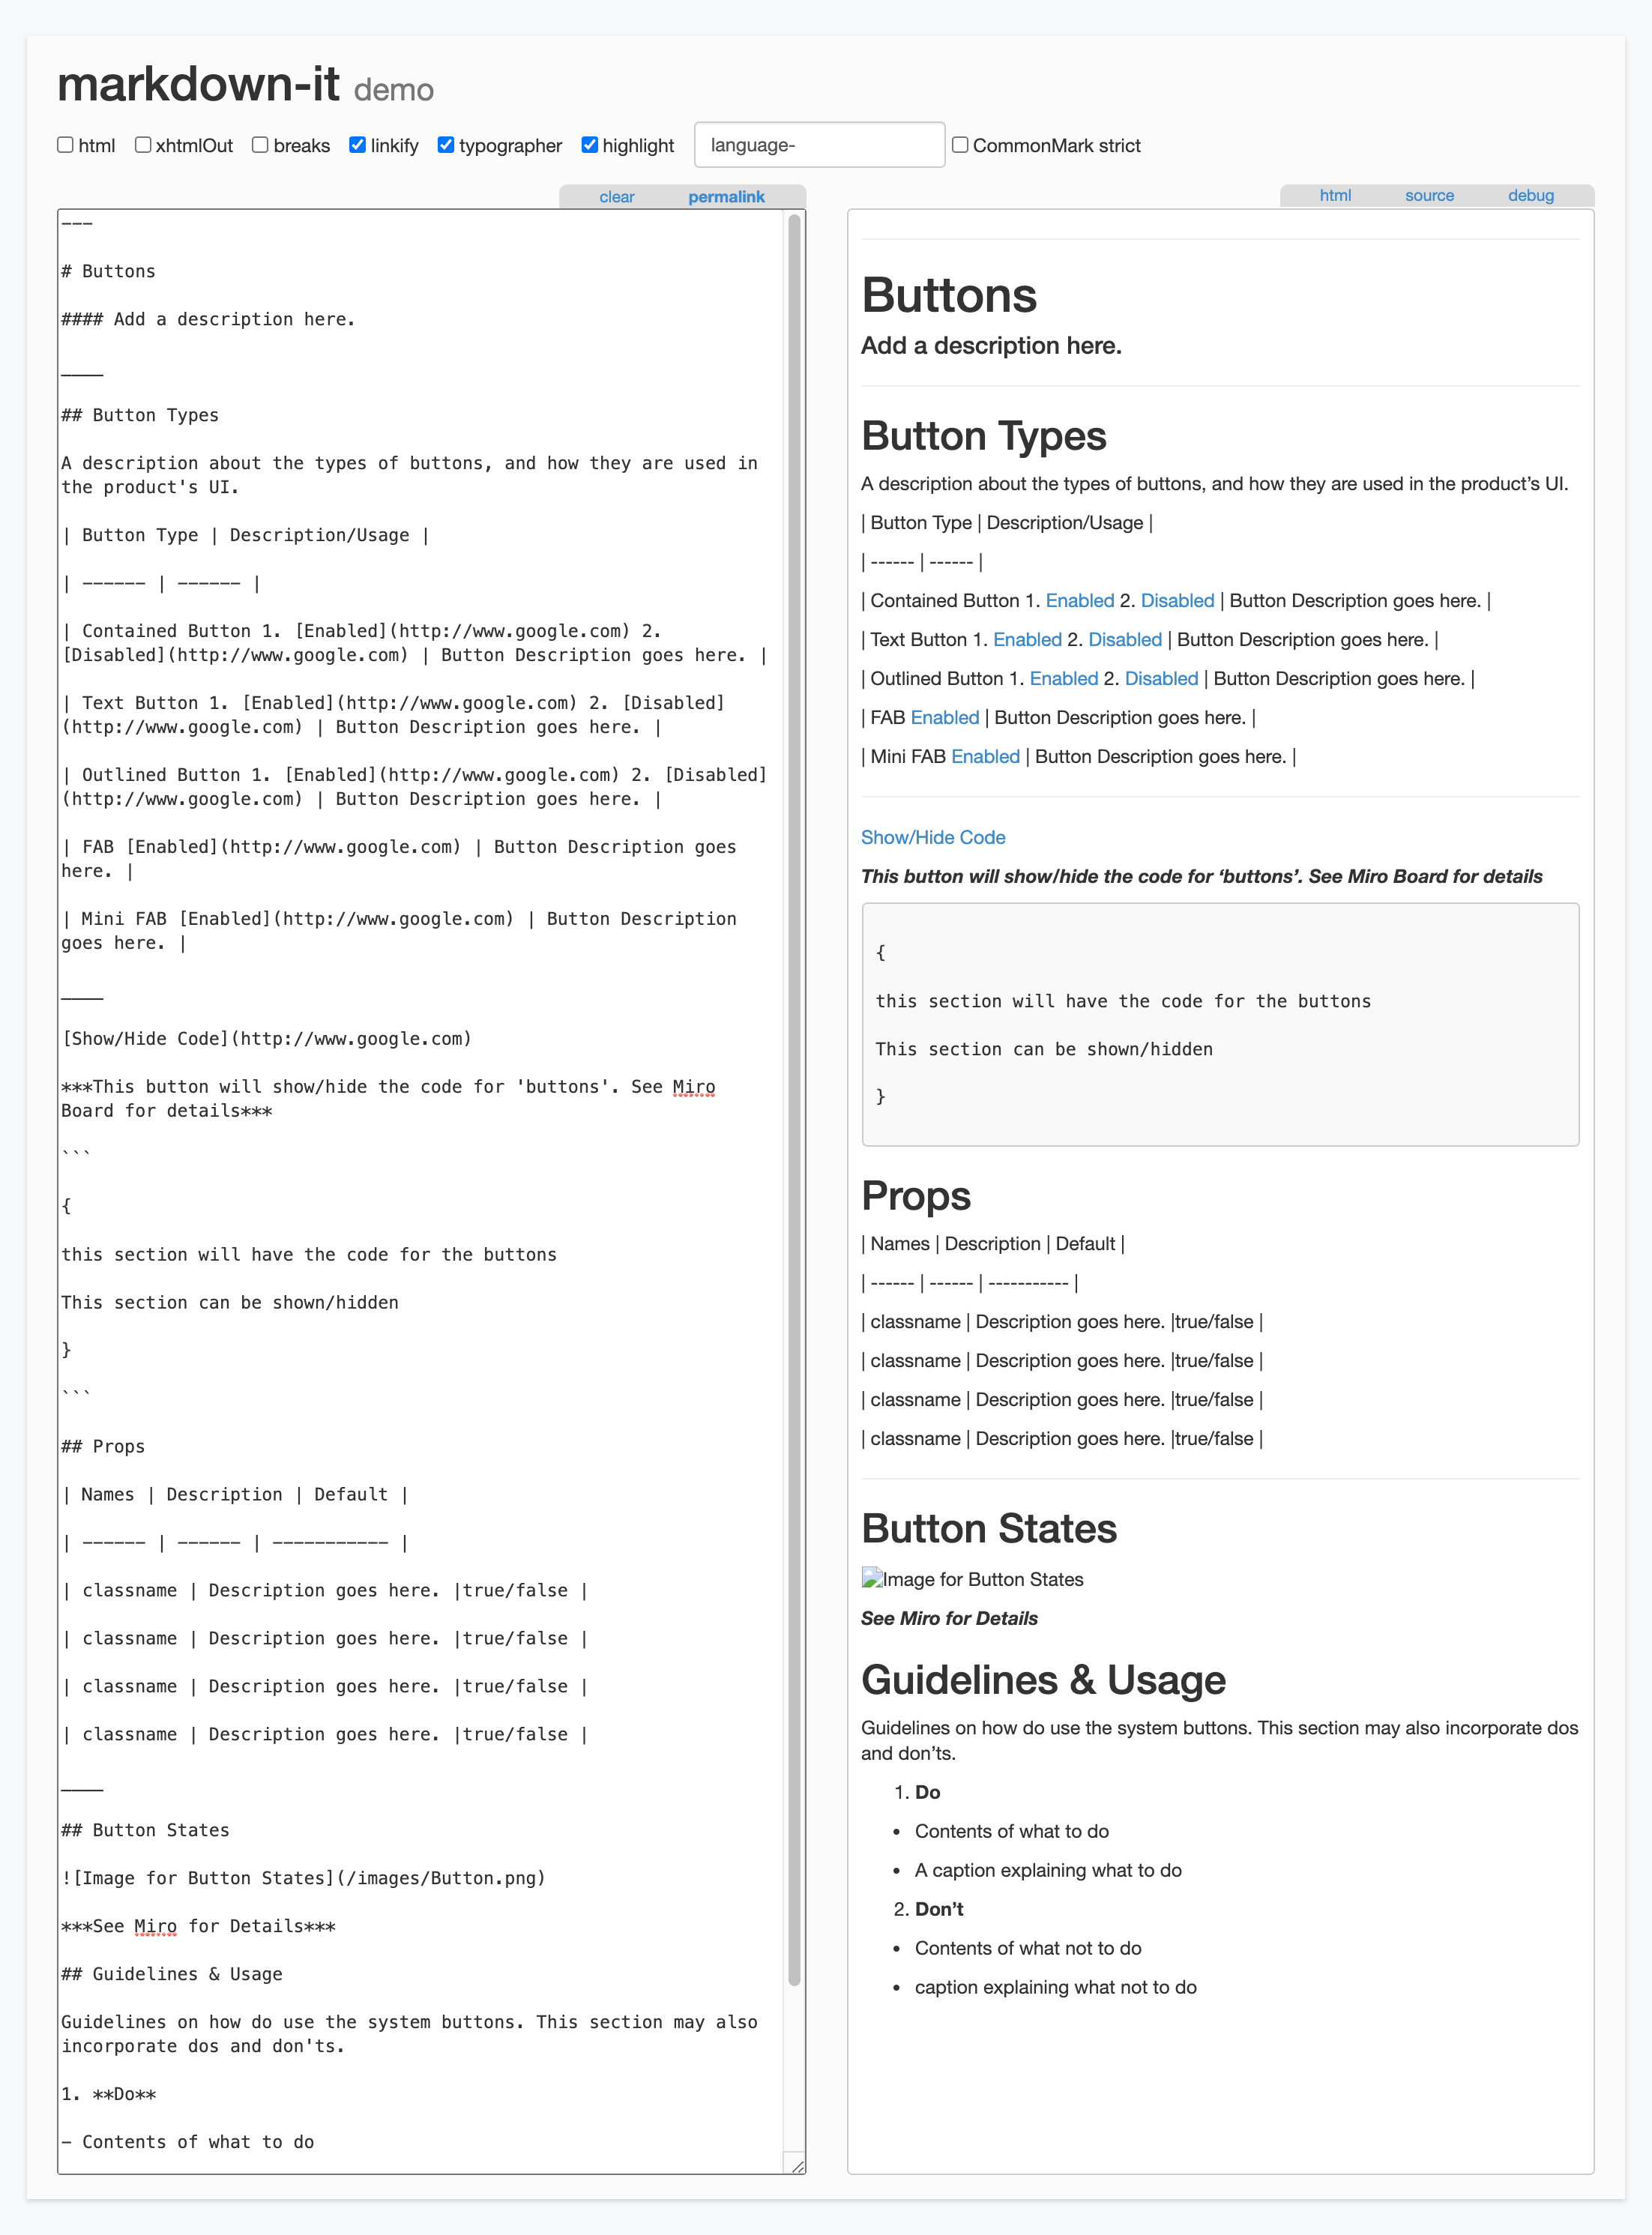 markdown-it demo
html xhtmlOut breaks linkify typographer highlight language- CommonMark strict
clear permalink
---
# Buttons
#### Add a description here.
____
## Button Types
A description about the types of buttons, and how they are used in
the product's UI.
| Button Type | Description/Usage |
| ------ | ------ |
| Contained Button 1. [Enabled](http://www.google.com) 2.
[Disabled](http://www.google.com) | Button Description goes here. |
| Text Button 1. [Enabled](http://www.google.com) 2. [Disabled]
(http://www.google.com) | Button Description goes here. |
| Outlined Button 1. [Enabled](http://www.google.com) 2. [Disabled]
(http://www.google.com) | Button Description goes here. |
| FAB [Enabled](http://www.google.com) | Button Description goes
here. |
| Mini FAB [Enabled](http://www.google.com) | Button Description
goes here. |
____
[Show/Hide Code](http://www.google.com)
***This button will show/hide the code for 'buttons'. See Miro
Board for details***
```
{
this section will have the code for the buttons
This section can be shown/hidden
}
```
## Props
| Names | Description | Default |
| ------ | ------ | ----------- |
| classname | Description goes here. |true/false |
| classname | Description goes here. |true/false |
| classname | Description goes here. |true/false |
| classname | Description goes here. |true/false |
____
## Button States
![Image for Button States](/images/Button.png)
***See Miro for Details***
## Guidelines & Usage
Guidelines on how do use the system buttons. This section may also
incorporate dos and don'ts.
1. **Do**
- Contents of what to do
html source debug
Buttons
Add a description here.
Button Types
A description about the types of buttons, and how they are used in the product’s UI.
| Button Type | Description/Usage |
| ------ | ------ |
| Contained Button 1. Enabled 2. Disabled | Button Description goes here. |
| Text Button 1. Enabled 2. Disabled | Button Description goes here. |
| Outlined Button 1. Enabled 2. Disabled | Button Description goes here. |
| FAB Enabled | Button Description goes here. |
| Mini FAB Enabled | Button Description goes here. |
Show/Hide Code
This button will show/hide the code for ‘buttons’. See Miro Board for details
{
this section will have the code for the buttons
This section can be shown/hidden
}
Props
| Names | Description | Default |
| ------ | ------ | ----------- |
| classname | Description goes here. |true/false |
| classname | Description goes here. |true/false |
| classname | Description goes here. |true/false |
| classname | Description goes here. |true/false |
Button States
Image for Button States
See Miro for Details
Guidelines & Usage
Guidelines on how do use the system buttons. This section may also incorporate dos
and don’ts.
1. Do
• Contents of what to do
• A caption explaining what to do
2. Don’t
• Contents of what not to do
• caption explaining what not to do